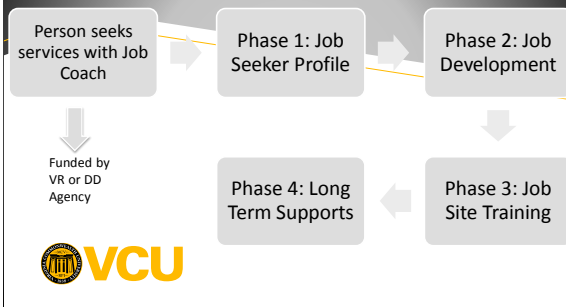 Person seeks
services with Job
Coach
Phase 1: Job
Seeker Profile
Phase 2: Job
Development
Funded by
VR or DD
Agency
Phase 3: Job
Site Training
Phase 4: Long
Term Supports
VCU